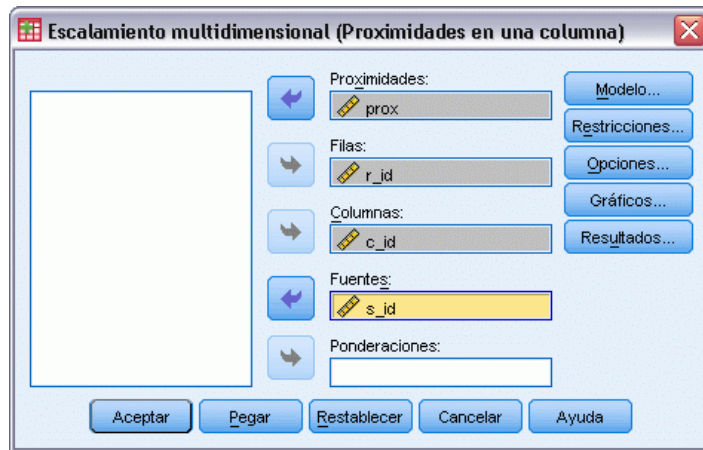 Escalamiento multidimensional (Proximidades en una columna)
Proximidades:
prox
Filas:
r_id
Columnas:
c_id
Fuentes:
s_id
Ponderaciones:
Modelo...
Restricciones...
Opciones...
Gráficos...
Resultados...
Aceptar
Pegar
Restablecer
Cancelar
Ayuda